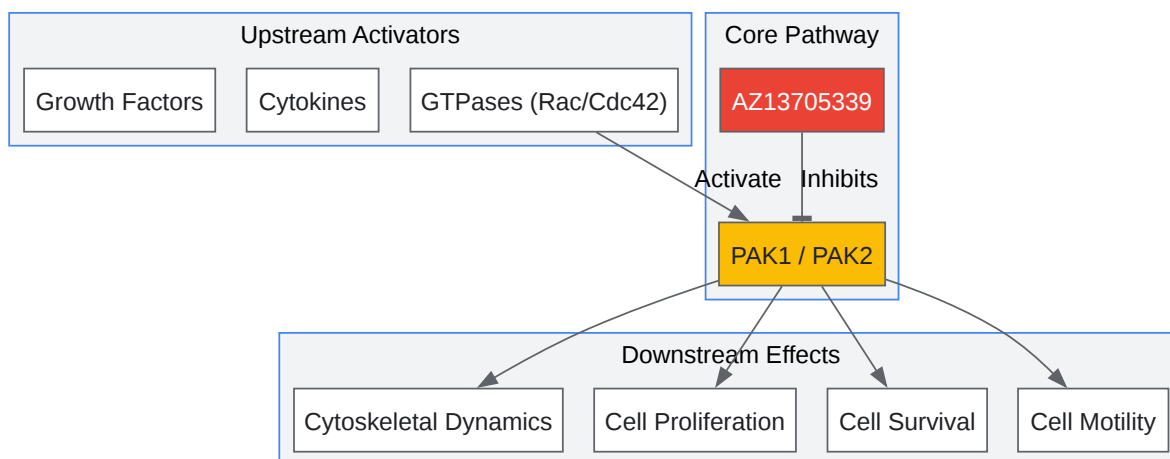 Upstream Activators
Core Pathway
Growth Factors
Cytokines
GTPases (Rac/Cdc42)
AZ13705339
Activate
Inhibits
PAK1 / PAK2
Downstream Effects
Cytoskeletal Dynamics
Cell Proliferation
Cell Survival
Cell Motility